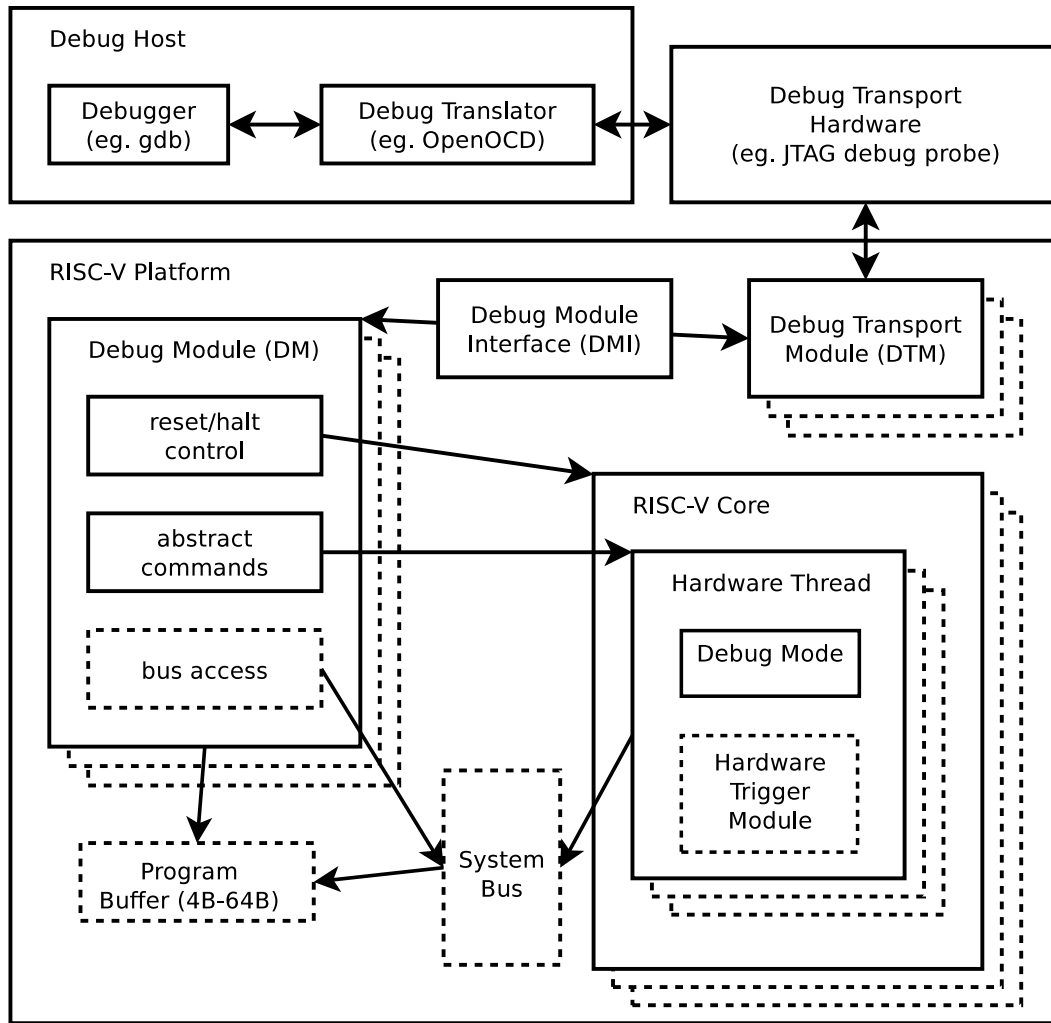 Debug Host
Debugger
(eg. gdb)
Debug Translator
(eg. OpenOCD)
Debug Transport
Hardware
(eg. JTAG debug probe)
RISC-V Platform
Debug Module
Interface (DMI)
Debug Transport
Module (DTM)
Debug Module (DM)
reset/halt
control
abstract
commands
bus access
RISC-V Core
Hardware Thread
Debug Mode
Hardware
Trigger
Module
System
Bus
Program
Buffer (4B-64B)